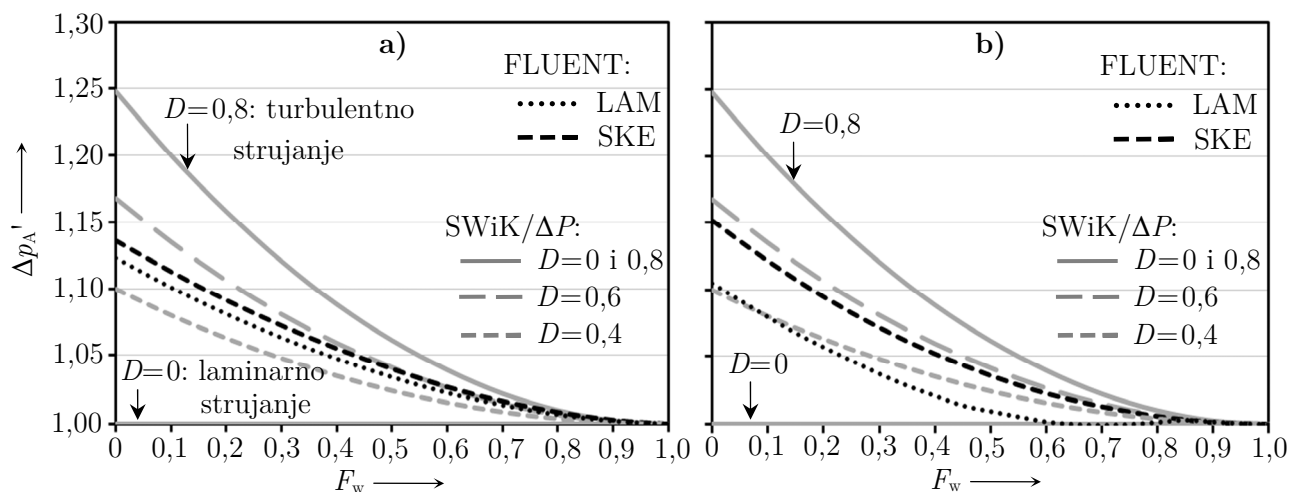 a)
FLUENT:
LAM
SKE
D=0,8: turbulentno
strujanje
SWiK/ΔP:
D=0 i 0,8
D=0,6
D=0,4
D=0: laminarno
strujanje
1,30
1,25
1,20
1,15
1,10
1,05
1,00
ΔpA'
0 0,1 0,2 0,3 0,4 0,5 0,6 0,7 0,8 0,9 1,0
Fw
b)
FLUENT:
LAM
SKE
D=0,8
SWiK/ΔP:
D=0 i 0,8
D=0,6
D=0,4
D=0
0 0,1 0,2 0,3 0,4 0,5 0,6 0,7 0,8 0,9 1,0
Fw